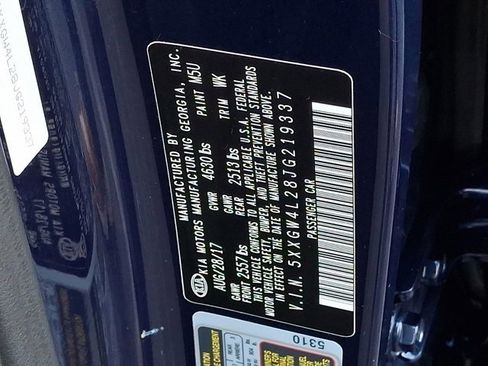 MANUFACTURED BY
KIA KIA MOTORS MANUFACTURING GEORGIA, INC.
AUG/28/17 GVWR 4630 lbs PAINT M5U
GAWR GAWR
FRONT 2557 lbs REAR 2513 lbs TRIM WK
THIS VEHICLE CONFORMS TO ALL APPLICABLE U.S.A. FEDERAL
MOTOR VEHICLE SAFETY, BUMPER, AND THEFT PREVENTION STANDARDS
IN EFFECT ON THE DATE OF MANUFACTURE SHOWN ABOVE.
V.I.N. 5XXGW4L28JG219337
PASSENGER CAR
5310